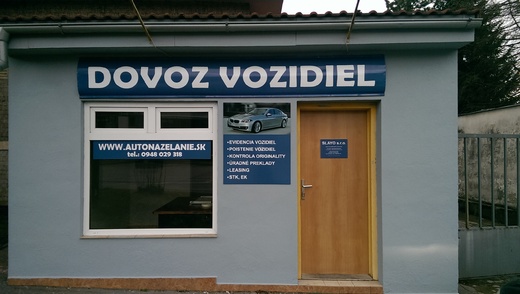 DOVOZ VOZIDIEL
WWW.AUTONAZELANIE.SK
tel.: 0948 029 318
•EVIDENCIA VOZIDIEL
•POISTENIE VOZIDIEL
•KONTROLA ORIGINALITY
•ÚRADNÉ PREKLADY
•LEASING
•STK, EK